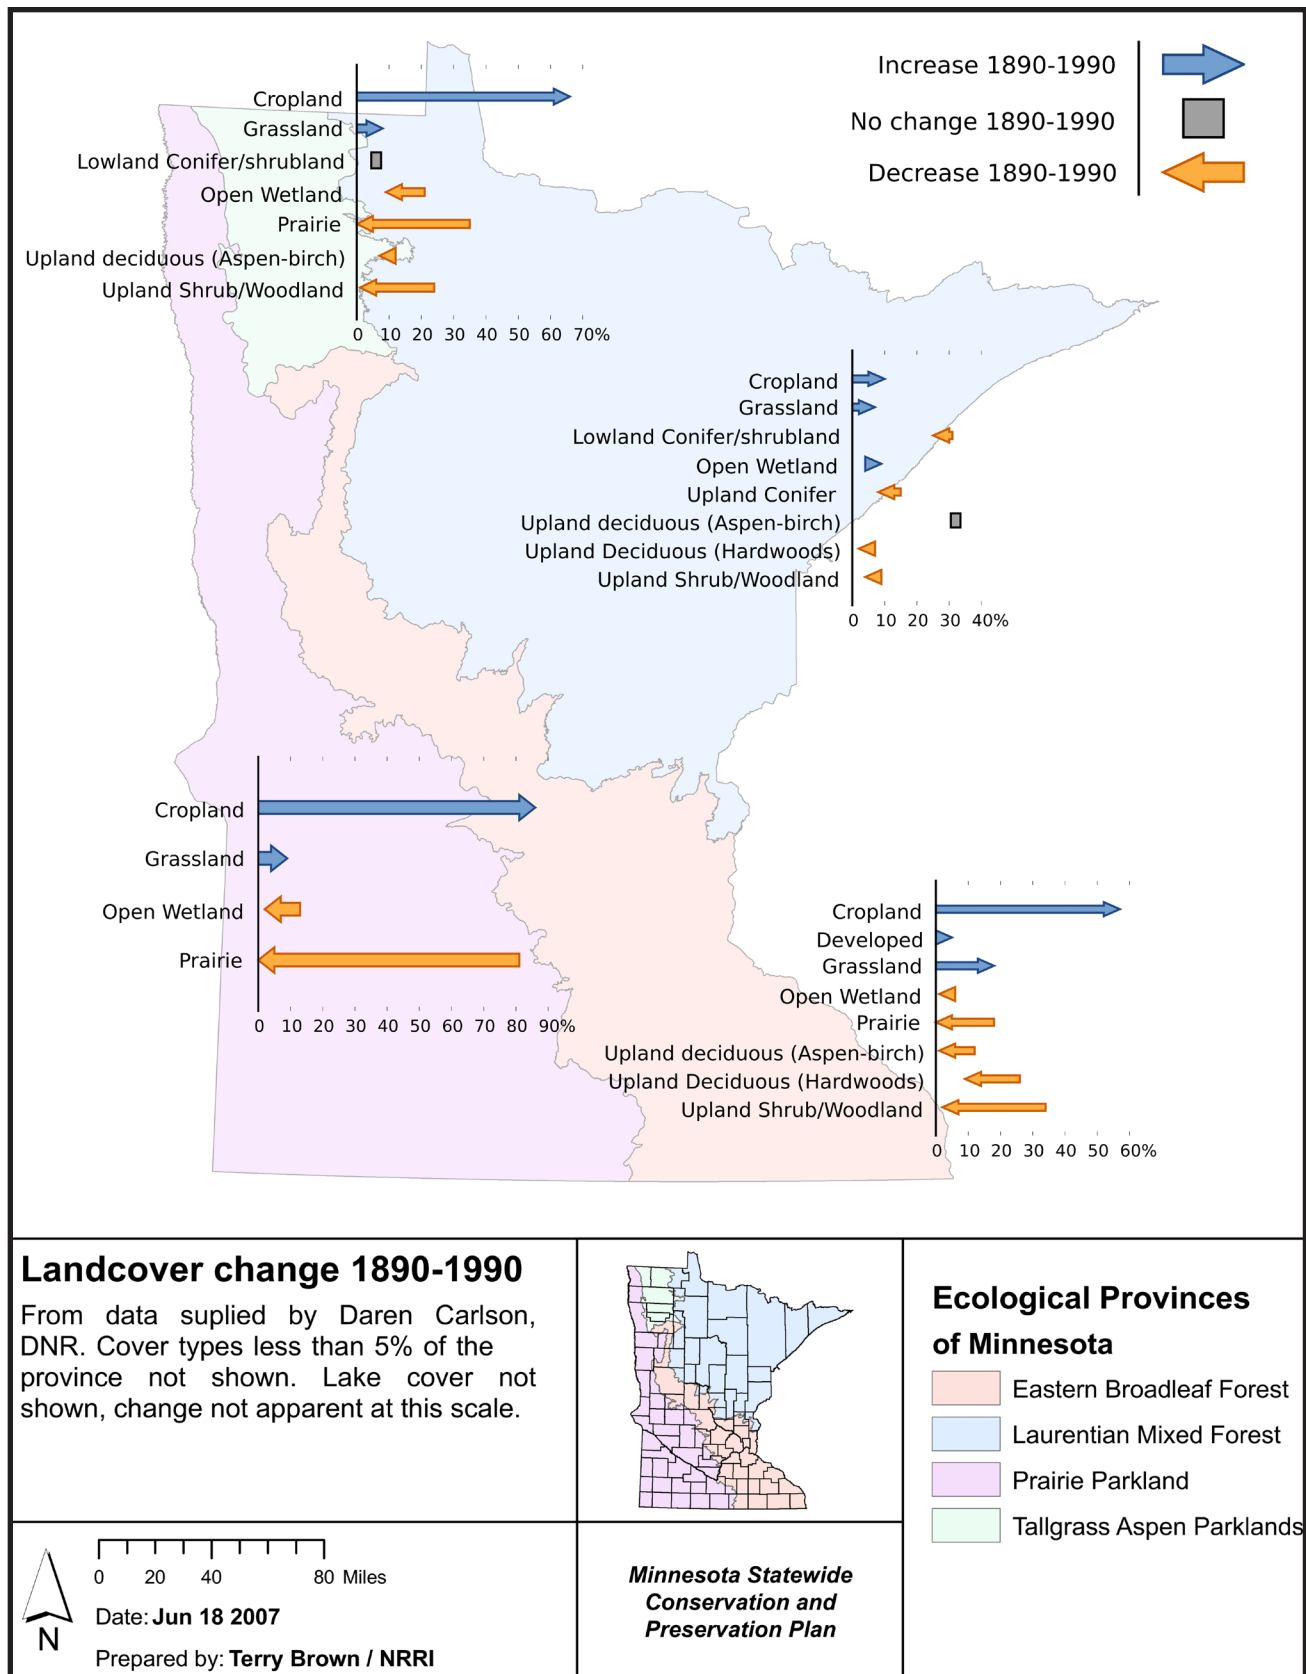 Increase 1890-1990
No change 1890-1990
Decrease 1890-1990
Cropland
Grassland
Lowland Conifer/shrubland
Open Wetland
Prairie
Upland deciduous (Aspen-birch)
Upland Shrub/Woodland
0 10 20 30 40 50 60 70%
Cropland
Grassland
Lowland Conifer/shrubland
Open Wetland
Upland Conifer
Upland deciduous (Aspen-birch)
Upland Deciduous (Hardwoods)
Upland Shrub/Woodland
0 10 20 30 40%
Cropland
Grassland
Open Wetland
Prairie
0 10 20 30 40 50 60 70 80 90%
Cropland
Developed
Grassland
Open Wetland
Prairie
Upland deciduous (Aspen-birch)
Upland Deciduous (Hardwoods)
Upland Shrub/Woodland
0 10 20 30 40 50 60%
Landcover change 1890-1990
From data suplied by Daren Carlson,
DNR. Cover types less than 5% of the
province not shown. Lake cover not
shown, change not apparent at this scale.
0 20 40 80 Miles
N
Date: Jun 18 2007
Prepared by: Terry Brown / NRRI
Minnesota Statewide
Conservation and
Preservation Plan
Ecological Provinces
of Minnesota
Eastern Broadleaf Forest
Laurentian Mixed Forest
Prairie Parkland
Tallgrass Aspen Parklands